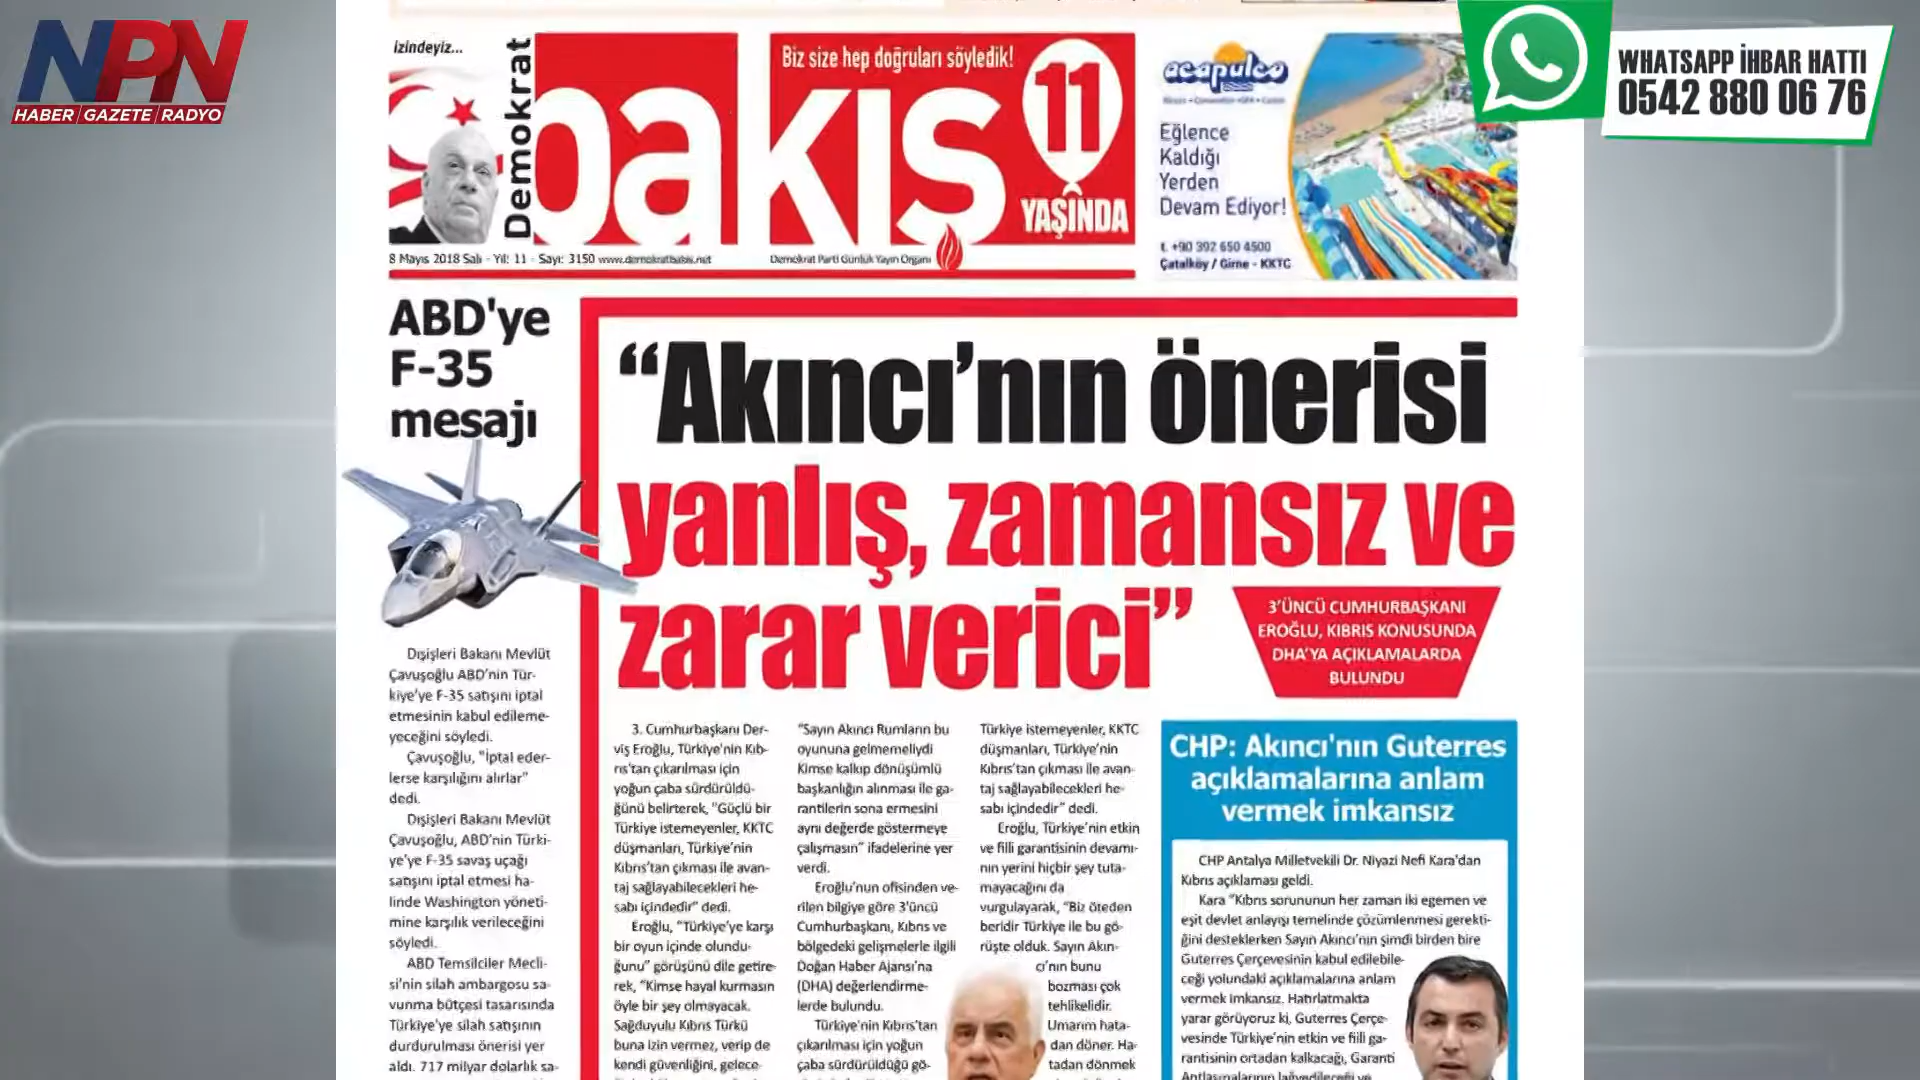 NPN
HABER GAZETE RADYO
WHATSAPP İHBAR HATTI
0542 880 06 76
izindeyiz...
Demokrat
bakış
Biz size hep doğruları söyledik!
11
YAŞINDA
8 Mayıs 2018 Salı - Yıl: 11 - Sayı: 3150 www.demokratbakis.net
Demokrat Parti Günlük Yayın Organı
acapulco
Eğlence
Kaldığı
Yerden
Devam Ediyor!
t. +90 392 650 4500
Çatalköy / Girne - KKTC
ABD'ye
F-35
mesajı
Dışişleri Bakanı Mevlüt
Çavuşoğlu ABD'nin Tür-
kiye'ye F-35 satışını iptal
etmesinin kabul edileme-
yeceğini söyledi.
Çavuşoğlu, "İptal eder-
lerse karşılığını alırlar"
dedi.
Dışişleri Bakanı Mevlüt
Çavuşoğlu, ABD'nin Türki-
ye'ye F-35 savaş uçağı
satışını iptal etmesi ha-
linde Washington yöneti-
mine karşılık verileceğini
söyledi.
ABD Temsilciler Mecli-
si'nin silah ambargosu sa-
vunma bütçesi tasarısında
Türkiye'ye silah satışının
durdurulması önerisi yer
aldı. 717 milyar dolarlık sa-
“Akıncı’nın önerisi
yanlış, zamansız ve
zarar verici”
3’ÜNCÜ CUMHURBAŞKANI
EROĞLU, KIBRIS KONUSUNDA
DHA’YA AÇIKLAMALARDA
BULUNDU
3. Cumhurbaşkanı Der-
viş Eroğlu, Türkiye'nin Kıb-
rıs'tan çıkarılması için
yoğun çaba sürdürüldü-
ğünü belirterek, "Güçlü bir
Türkiye istemeyenler, KKTC
düşmanları, Türkiye'nin
Kıbrıs'tan çıkması ile avan-
taj sağlayabilecekleri he-
sabı içindedir" dedi.
Eroğlu, "Türkiye'ye karşı
bir oyun içinde olundu-
ğunu" görüşünü dile getire-
rek, "Kimse hayal kurmasın
öyle bir şey olmayacak.
Sağduyulu Kıbrıs Türkü
buna izin vermez, verip de
kendi güvenliğini, gelece-
"Sayın Akıncı Rumların bu
oyununa gelmemeliydi
Kimse kalkıp dönüşümlü
başkanlığın alınması ile ga-
rantilerin sona ermesini
aynı değerde göstermeye
çalışmasın" ifadelerine yer
verdi.
Eroğlu'nun ofisinden ve-
rilen bilgiye göre 3'üncü
Cumhurbaşkanı, Kıbrıs ve
bölgedeki gelişmelerle ilgili
Doğan Haber Ajansı'na
(DHA) değerlendirme-
lerde bulundu.
Türkiye'nin Kıbrıs'tan
çıkarılması için yoğun
çaba sürdürüldüğü gö-
Türkiye istemeyenler, KKTC
düşmanları, Türkiye'nin
Kıbrıs'tan çıkması ile avan-
taj sağlayabilecekleri he-
sabı içindedir" dedi.
Eroğlu, Türkiye'nin etkin
ve fiili garantisinin devamı-
nın yerini hiçbir şey tuta-
mayacağını da
vurgulayarak, "Biz öteden
beridir Türkiye ile bu gö-
rüşte olduk. Sayın Akın-
cı'nın bunu
bozması çok
tehlikelidir.
Umarım hata-
dan döner. Ha-
tadan dönmek
CHP: Akıncı'nın Guterres
açıklamalarına anlam
vermek imkansız
CHP Antalya Milletvekili Dr. Niyazi Nefi Kara'dan
Kıbrıs açıklaması geldi.
Kara "Kıbrıs sorununun her zaman iki egemen ve
eşit devlet anlayışı temelinde çözümlenmesi gerekti-
ğini desteklerken Sayın Akıncı'nın şimdi birden bire
Guterres Çerçevesinin kabul edilebile-
ceği yolundaki açıklamalarına anlam
vermek imkansız. Hatırlatmakta
yarar görüyoruz ki, Guterres Çerçe-
vesinde Türkiye'nin etkin ve fiili ga-
rantisinin ortadan kalkacağı, Garanti
Antlaşmalarının lağvedileceği ve